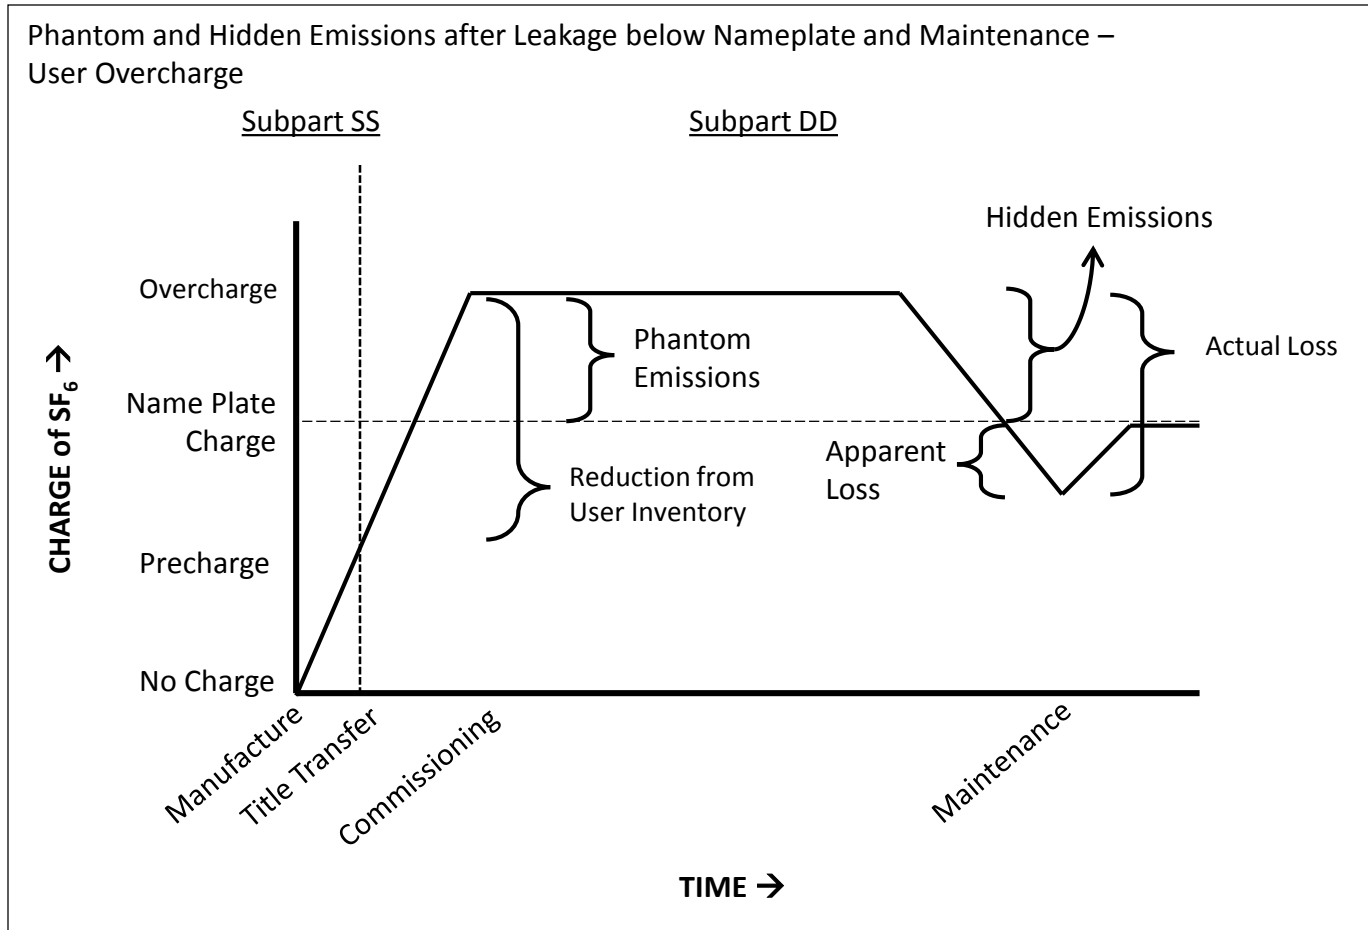 Phantom and Hidden Emissions after Leakage below Nameplate and Maintenance –
User Overcharge
Subpart SS
Subpart DD
Hidden Emissions
Overcharge
Phantom
Emissions
Actual Loss
CHARGE of SF₆ →
Name Plate
Charge
Apparent
Loss
Reduction from
User Inventory
Precharge
No Charge
Manufacture
Title Transfer
Commissioning
Maintenance
TIME →